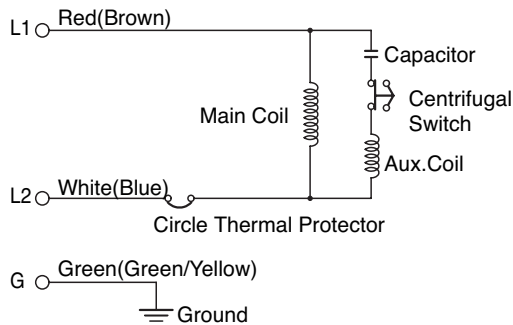 L1 Red(Brown)
Capacitor
Main Coil
Centrifugal
Switch
Aux.Coil
L2 White(Blue)
Circle Thermal Protector
G Green(Green/Yellow)
Ground